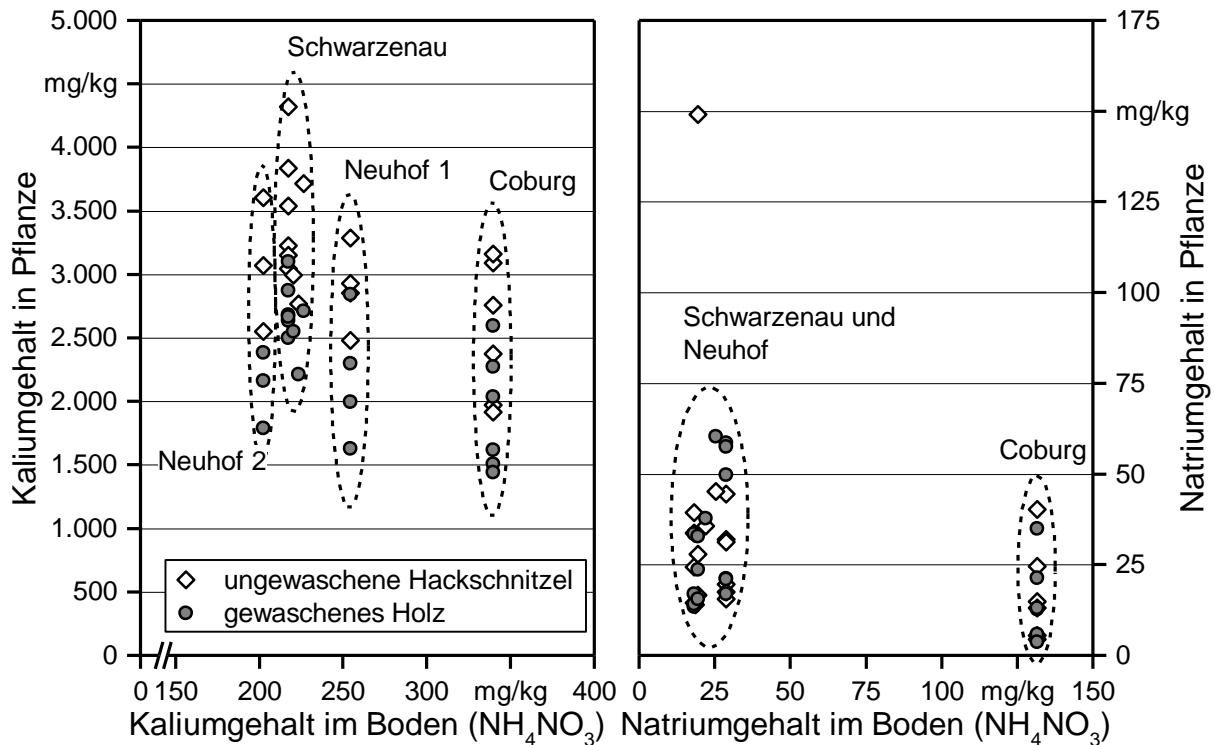 5.000
mg/kg
4.000
3.500
3.000
2.500
2.000
1.500
1.000
500
0
Kaliumgehalt in Pflanze
Schwarzenau
Neuhof 1
Coburg
Neuhof 2
ungewaschene Hackschnitzel
gewaschenes Holz
0 150 200 250 300 mg/kg 400
Kaliumgehalt im Boden (NH₄NO₃)
175
mg/kg
125
100
75
50
25
0
Natriumgehalt in Pflanze
Schwarzenau und
Neuhof
Coburg
0 25 50 75 100 mg/kg 150
Natriumgehalt im Boden (NH₄NO₃)